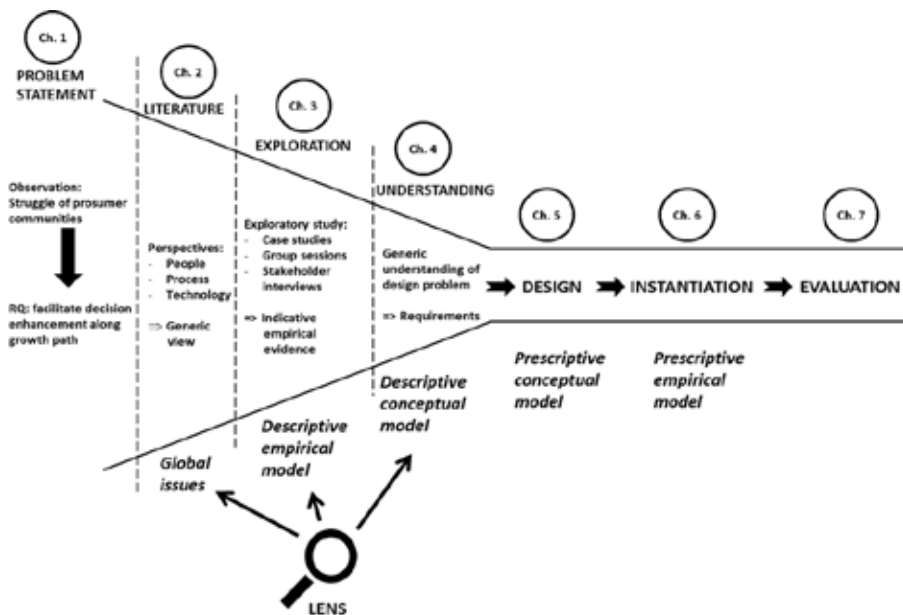 Ch. 1
PROBLEM
STATEMENT
Observation:
Struggle of prosumer
communities
RQ: facilitate decision
enhancement along
growth path
Ch. 2
LITERATURE
Perspectives:
- People
- Process
- Technology
=> Generic
view
Global
issues
Ch. 3
EXPLORATION
Exploratory study:
- Case studies
- Group sessions
- Stakeholder
interviews
=> Indicative
empirical
evidence
Descriptive
empirical
model
Ch. 4
UNDERSTANDING
Generic
understanding of
design problem
=> Requirements
Descriptive
conceptual
model
Ch. 5
DESIGN
Prescriptive
conceptual
model
Ch. 6
INSTANTIATION
Prescriptive
empirical
model
Ch. 7
EVALUATION
LENS